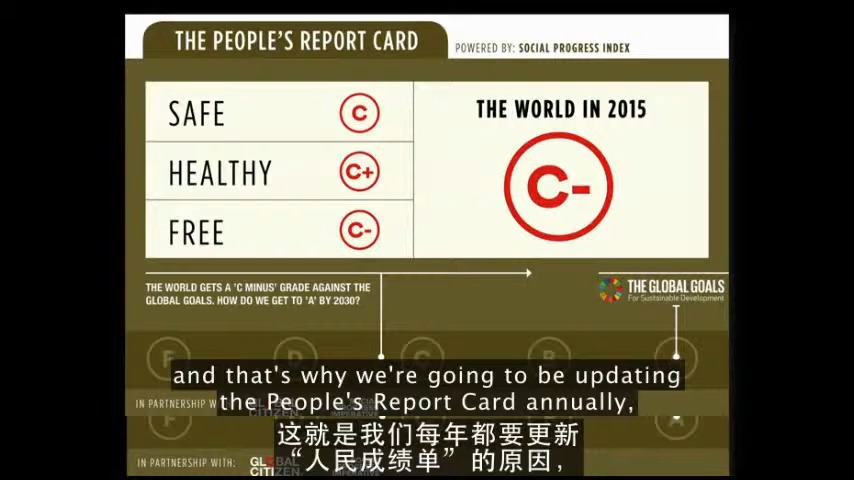 THE PEOPLE'S REPORT CARD
POWERED BY: SOCIAL PROGRESS INDEX
SAFE
C
HEALTHY
C+
FREE
C-
THE WORLD IN 2015
C-
THE WORLD GETS A 'C MINUS' GRADE AGAINST THE
GLOBAL GOALS. HOW DO WE GET TO 'A' BY 2030?
THE GLOBAL GOALS
For Sustainable Development
F D C B A
and that's why we're going to be updating
the People's Report Card annually,
IN PARTNERSHIP W
F A
这就是我们每年都要更新
“人民成绩单”的原因，
IN PARTNERSHIP WITH: